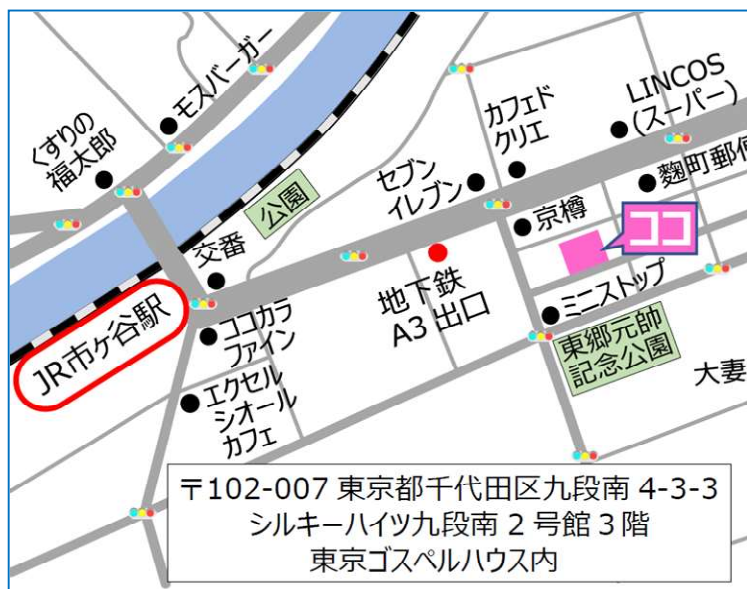 モスバーガー
くすりの
福太郎
公園
交番
JR市ヶ谷駅
ココカラ
ファイン
エクセル
シオール
カフェ
セブン
イレブン
カフェド
クリエ
LINCOS
(スーパー)
麹町郵便
京樽
ココ
地下鉄
A3 出口
ミニストップ
東郷元帥
記念公園
大妻
〒102-007 東京都千代田区九段南 4-3-3
シルキーハイツ九段南 2 号館 3 階
東京ゴスペルハウス内